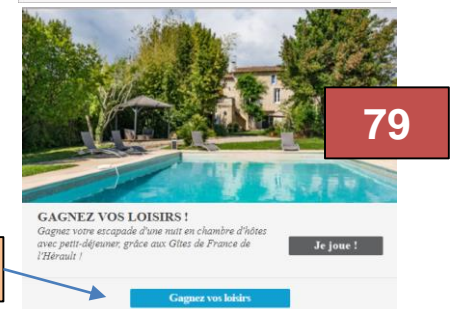 79
GAGNEZ VOS LOISIRS !
Gagnez votre escapade d'une nuit en chambre d'hôtes
avec petit-déjeuner, grâce aux Gîtes de France de
l'Hérault !
Je joue !
Gagnez vos loisirs